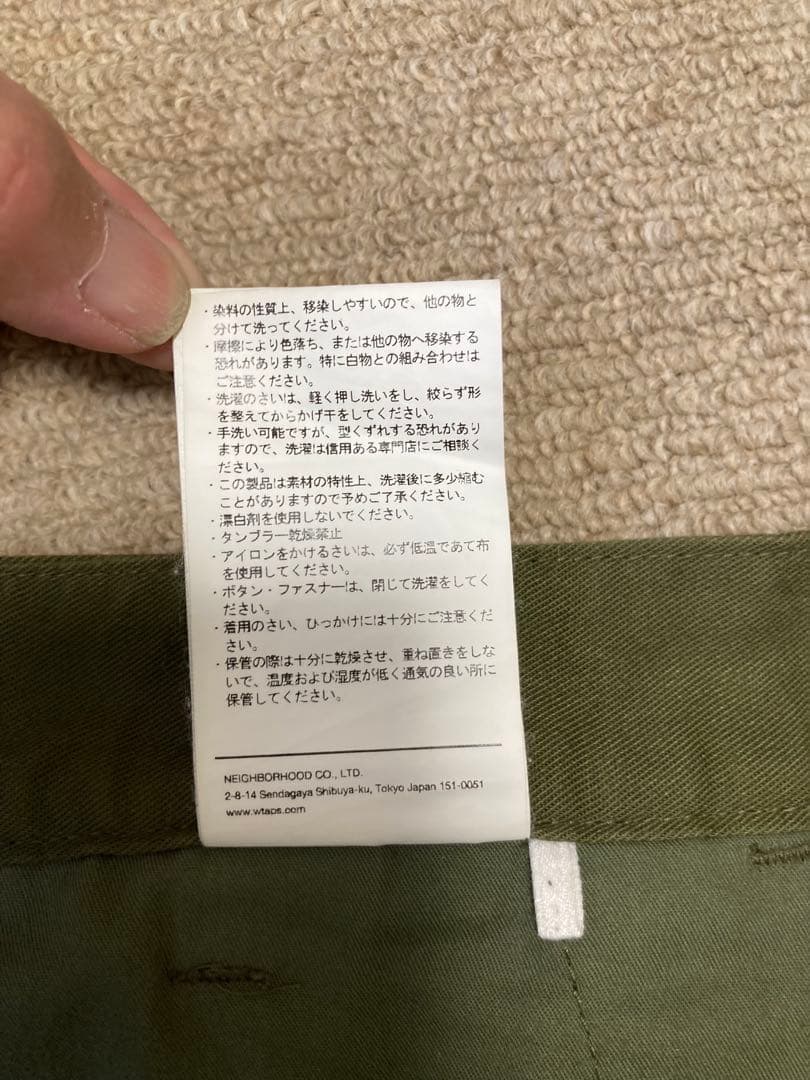 ・染料の性質上、移染しやすいので、他の物と
分けて洗ってください。
・摩擦により色落ち、または他の物へ移染する
恐れがあります。特に白物との組み合わせは
ご注意ください。
・洗濯のさいは、軽く押し洗いをし、絞らず形
を整えてからかげ干をしてください。
・手洗い可能ですが、型くずれする恐れがあり
ますので、洗濯は信用ある専門店にご相談く
ださい。
・この製品は素材の特性上、洗濯後に多少縮む
ことがありますので予めご了承ください。
・漂白剤を使用しないでください。
・タンブラー乾燥禁止
・アイロンをかけるさいは、必ず低温であて布
を使用してください。
・ボタン・ファスナーは、閉じて洗濯をしてく
ださい。
・着用のさい、ひっかけには十分にご注意くだ
さい。
・保管の際は十分に乾燥させ、重ね置きをしな
いで、温度および湿度が低く通気の良い所に
保管してください。
NEIGHBORHOOD CO., LTD.
2-8-14 Sendagaya Shibuya-ku, Tokyo Japan 151-0051
www.wtaps.com